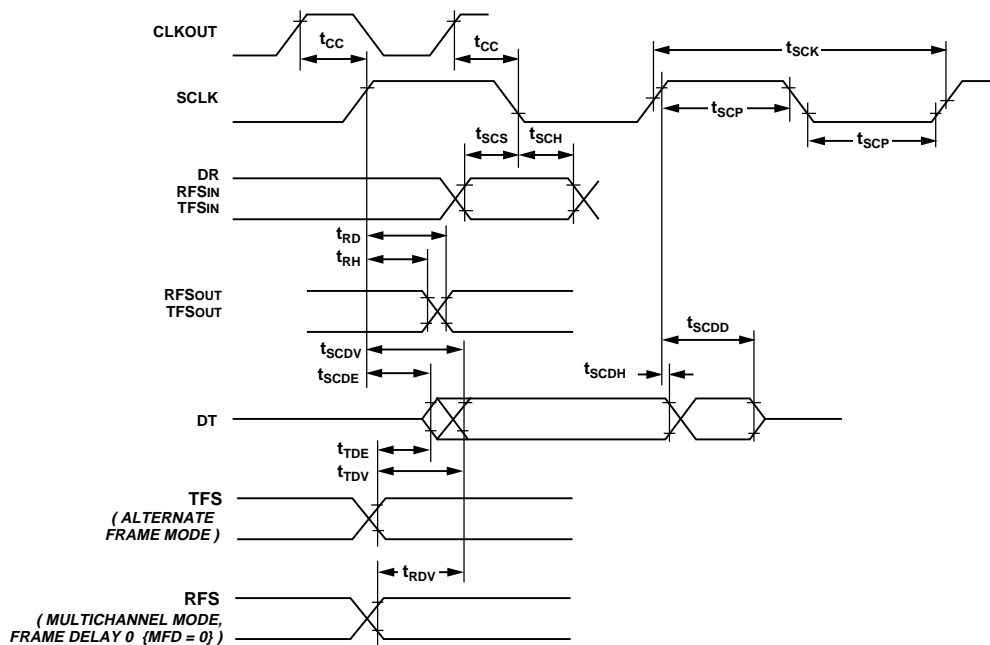 CLKOUT
tCC
tCC
tSCK
SCLK
tSCP
tSCP
tSCS
tSCH
DR
RFSIN
TFSIN
tRD
tRH
RFSOUT
TFSOUT
tSCDV
tSCDD
tSCDE
tSCDH
DT
tTDE
tTDV
TFS
( ALTERNATE
FRAME MODE )
tRDV
RFS
( MULTICHANNEL MODE,
FRAME DELAY 0 {MFD = 0} )